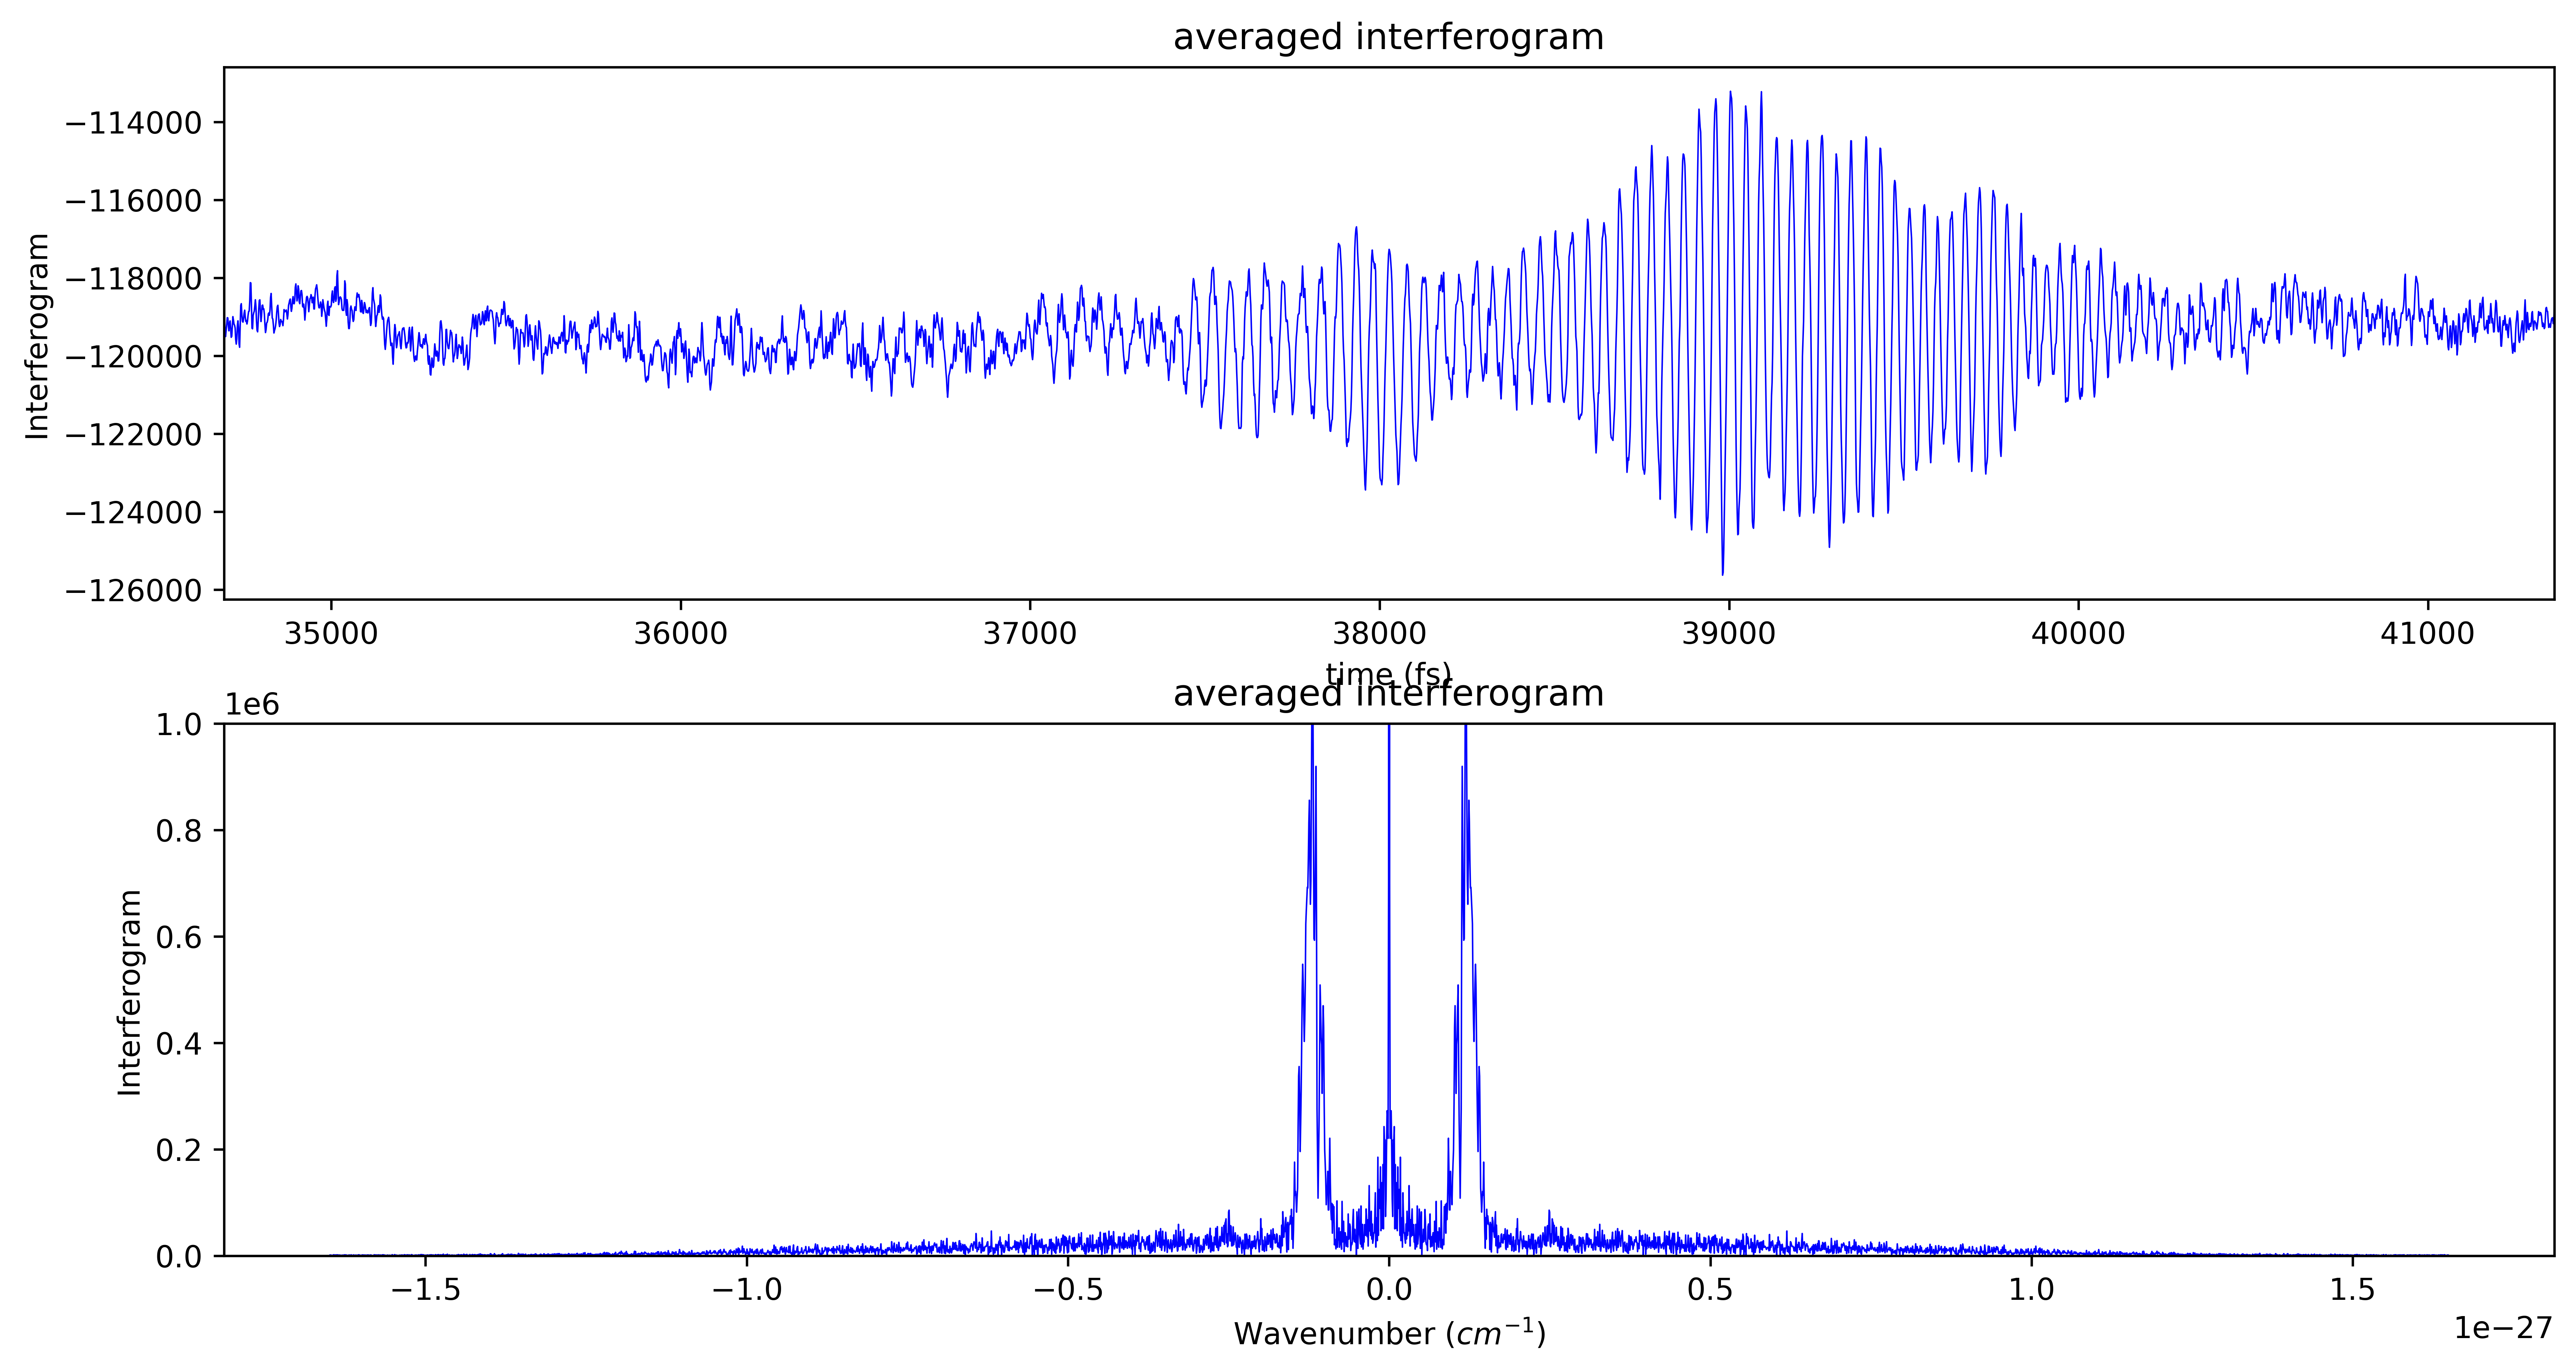 averaged interferogram
Interferogram
−114000
−116000
−118000
−120000
−122000
−124000
−126000
35000 36000 37000 38000 39000 40000 41000
time (fs)
averaged interferogram
1e6
Interferogram
1.0
0.8
0.6
0.4
0.2
0.0
−1.5 −1.0 −0.5 0.0 0.5 1.0 1.5
1e−27
Wavenumber (cm⁻¹)